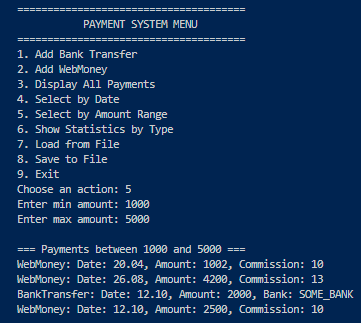 ======================================
PAYMENT SYSTEM MENU
======================================
1. Add Bank Transfer
2. Add WebMoney
3. Display All Payments
4. Select by Date
5. Select by Amount Range
6. Show Statistics by Type
7. Load from File
8. Save to File
9. Exit
Choose an action: 5
Enter min amount: 1000
Enter max amount: 5000

=== Payments between 1000 and 5000 ===
WebMoney: Date: 20.04, Amount: 1002, Commission: 10
WebMoney: Date: 26.08, Amount: 4200, Commission: 13
BankTransfer: Date: 12.10, Amount: 2000, Bank: SOME_BANK
WebMoney: Date: 12.10, Amount: 2500, Commission: 10